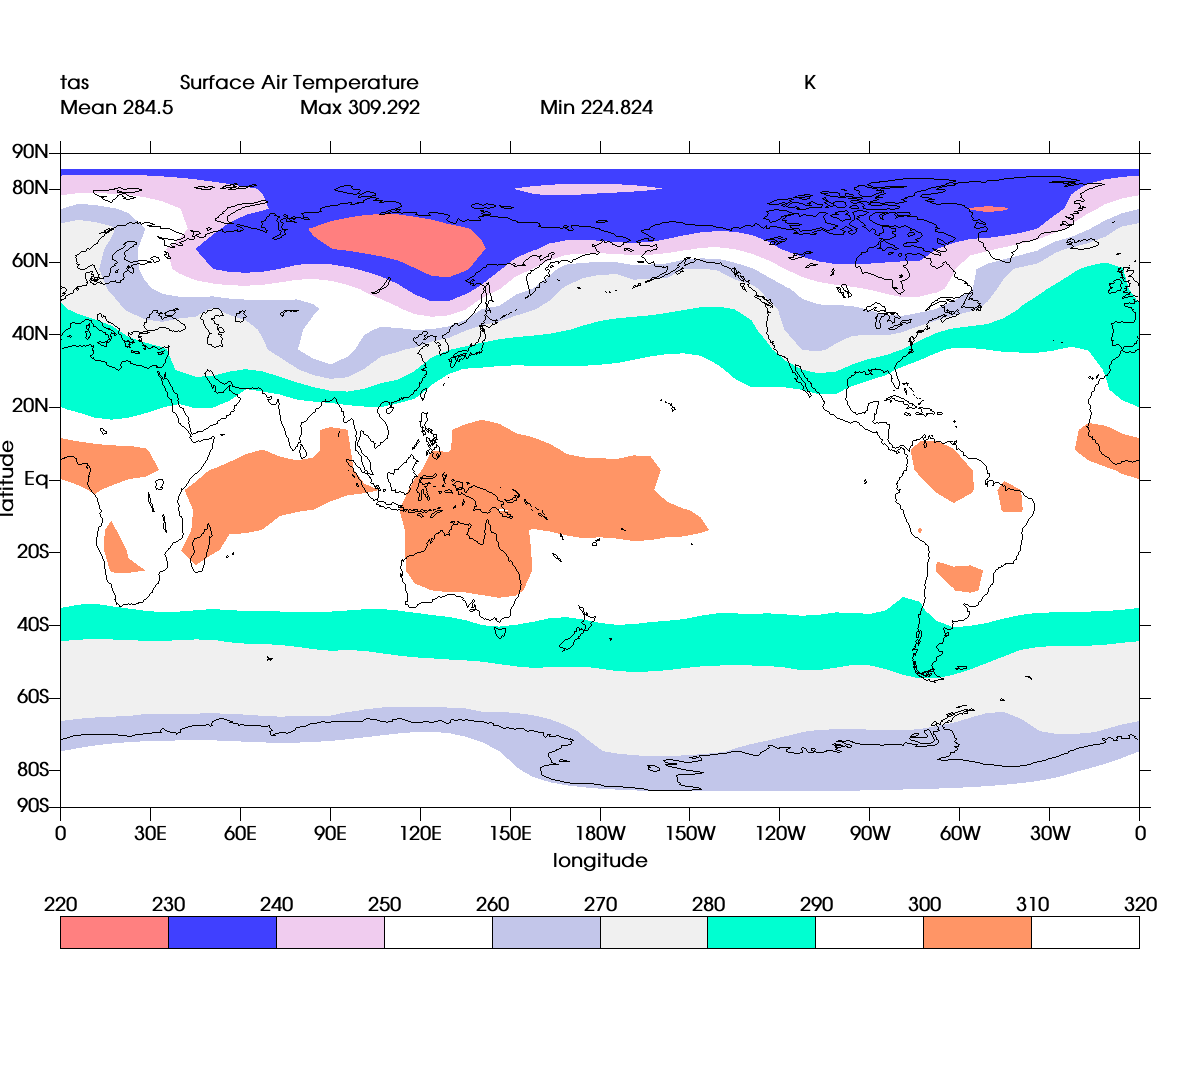 tas Surface Air Temperature K
Mean 284.5 Max 309.292 Min 224.824
90N
80N
60N
40N
20N
Eq
20S
40S
60S
80S
90S
latitude
0 30E 60E 90E 120E 150E 180W 150W 120W 90W 60W 30W 0
longitude
220 230 240 250 260 270 280 290 300 310 320